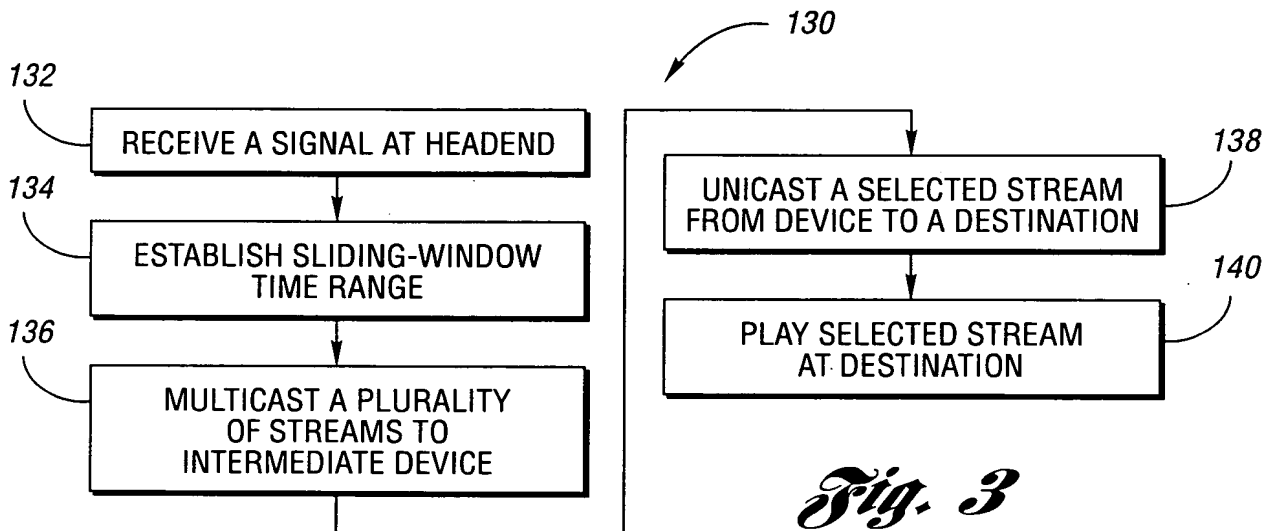 130
132
RECEIVE A SIGNAL AT HEADEND
134
ESTABLISH SLIDING-WINDOW
TIME RANGE
136
MULTICAST A PLURALITY
OF STREAMS TO
INTERMEDIATE DEVICE
138
UNICAST A SELECTED STREAM
FROM DEVICE TO A DESTINATION
140
PLAY SELECTED STREAM
AT DESTINATION
Fig. 3